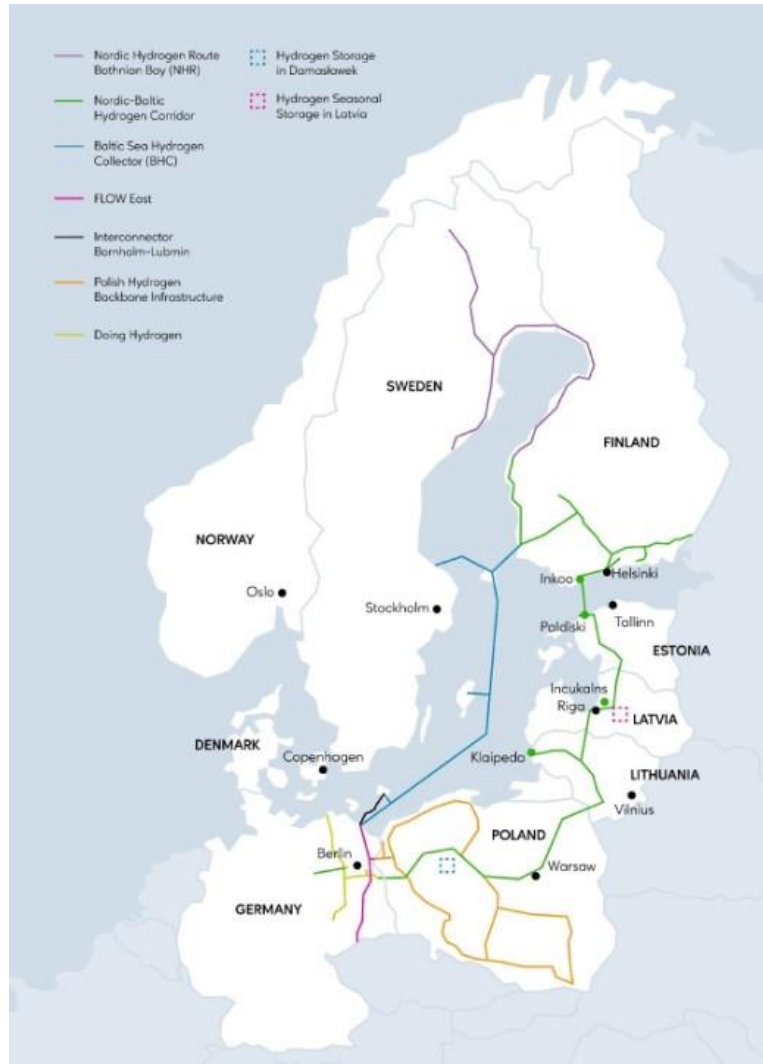 Nordic Hydrogen Route
Bothnian Bay (NHR)
Nordic-Baltic
Hydrogen Corridor
Baltic Sea Hydrogen
Collector (BHC)
FLOW East
Interconnector
Bornholm-Lubmin
Polish Hydrogen
Backbone Infrastructure
Doing Hydrogen
Hydrogen Storage
in Damasławek
Hydrogen Seasonal
Storage in Latvia
SWEDEN
FINLAND
NORWAY
Oslo
Stockholm
Inkoo
Helsinki
Paldiski
Tallinn
ESTONIA
Incukalns
Riga
LATVIA
DENMARK
Copenhagen
Klaipeda
LITHUANIA
Vilnius
POLAND
Berlin
Warsaw
GERMANY